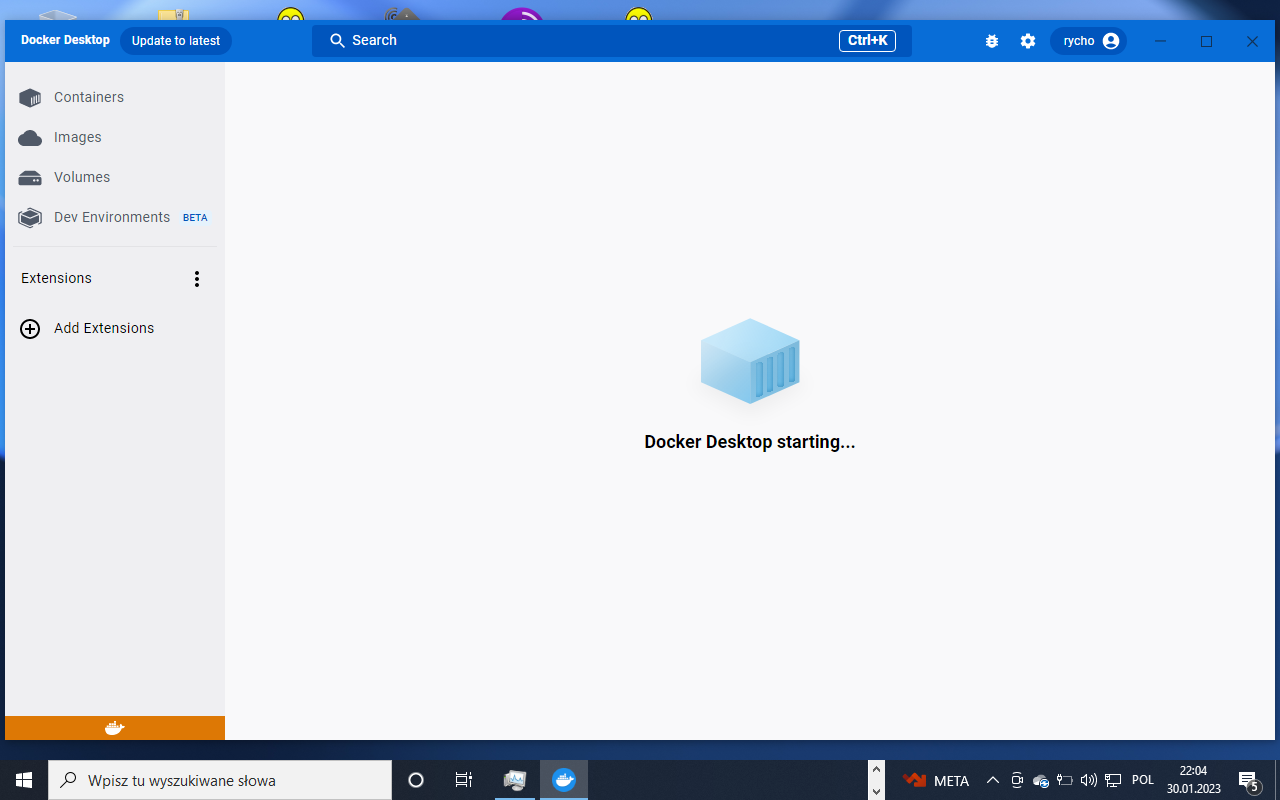 Docker Desktop
Update to latest
Search
Ctrl+K
rycho
Containers
Images
Volumes
Dev Environments BETA
Extensions
Add Extensions
Docker Desktop starting...
Wpisz tu wyszukiwane słowa
META
POL
22:04
30.01.2023
5